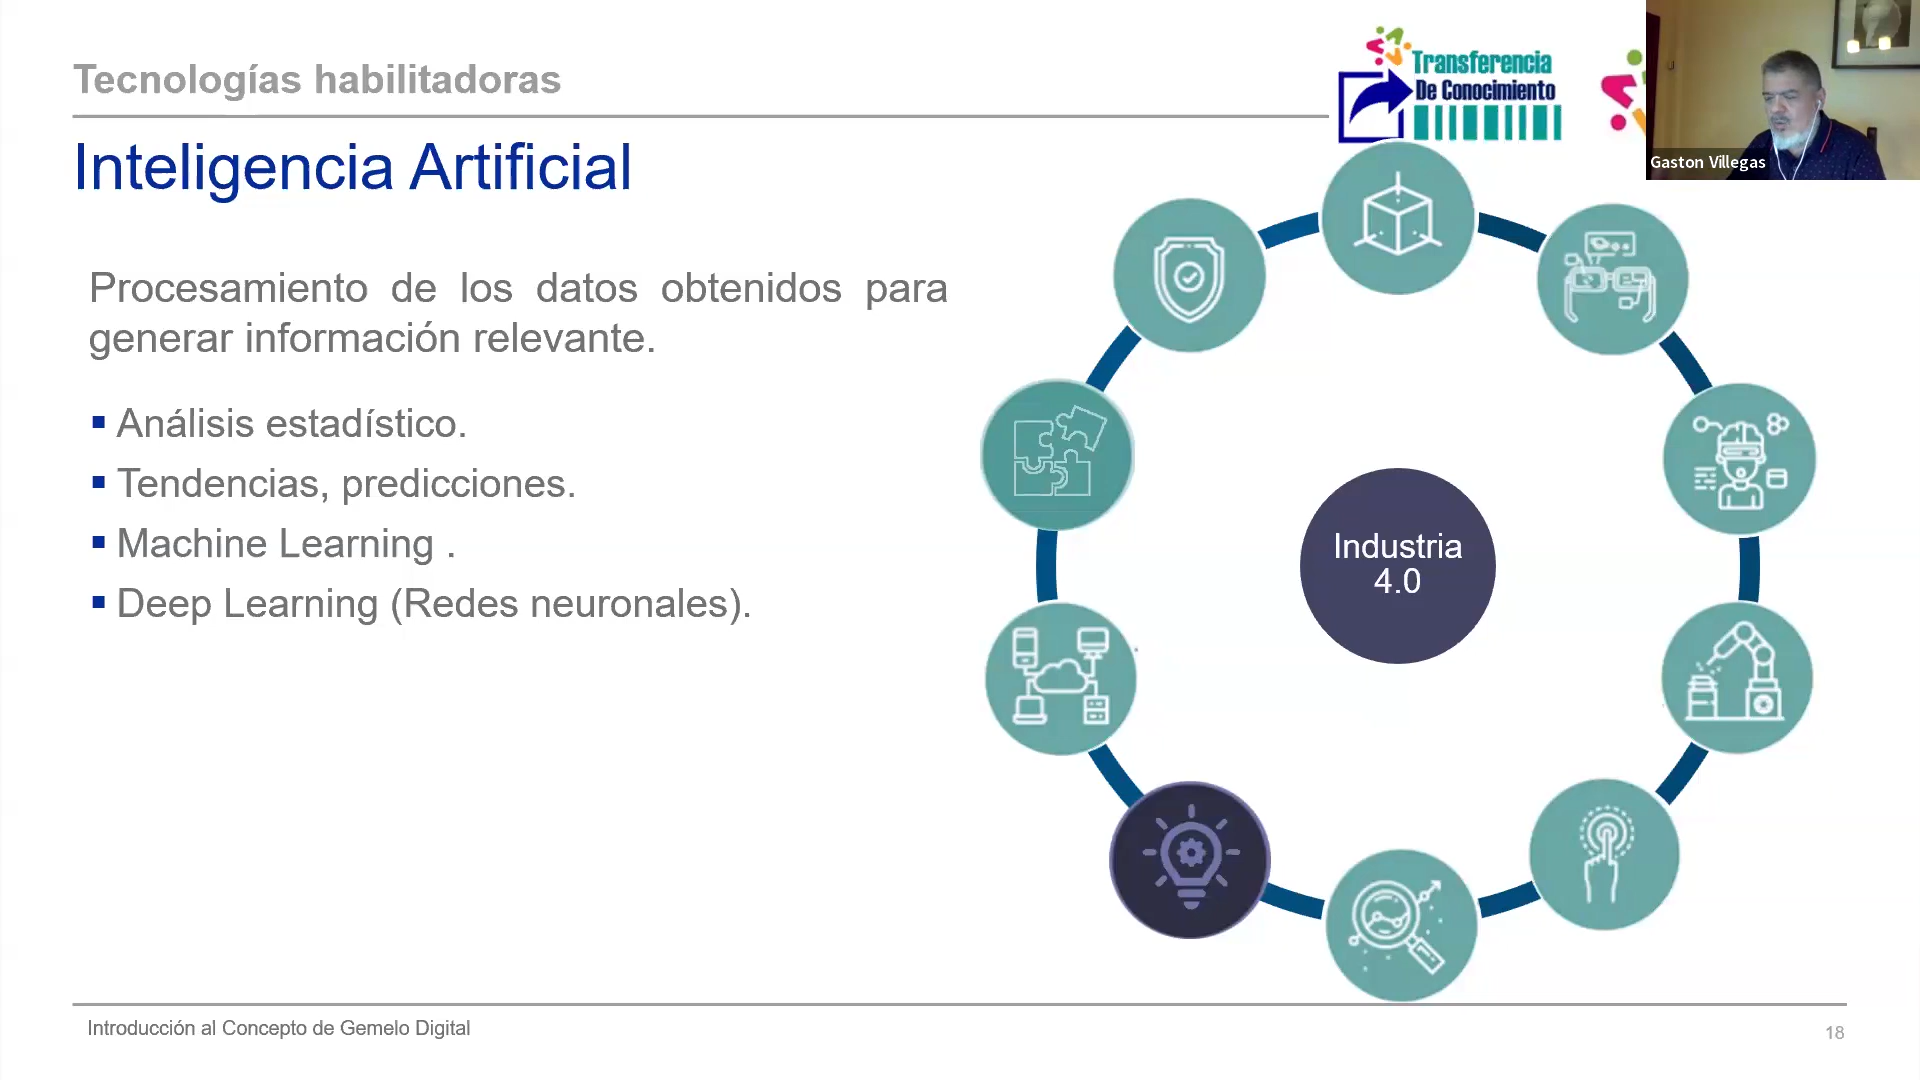 Tecnologías habilitadoras
Transferencia
De Conocimiento
Gaston Villegas
Inteligencia Artificial
Procesamiento de los datos obtenidos para
generar información relevante.
▪ Análisis estadístico.
▪ Tendencias, predicciones.
▪ Machine Learning .
▪ Deep Learning (Redes neuronales).
Industria
4.0
Introducción al Concepto de Gemelo Digital
18